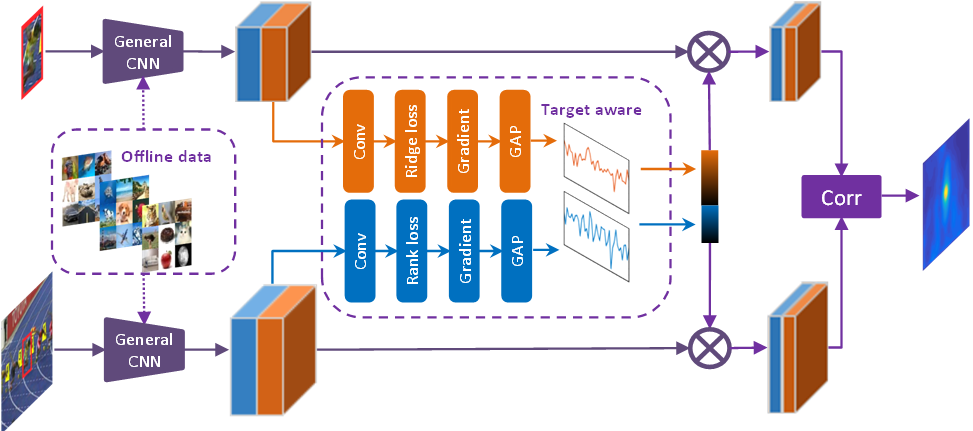 General
CNN
Offline data
Target aware
Conv
Ridge loss
Gradient
GAP
Conv
Rank loss
Gradient
GAP
Corr
General
CNN